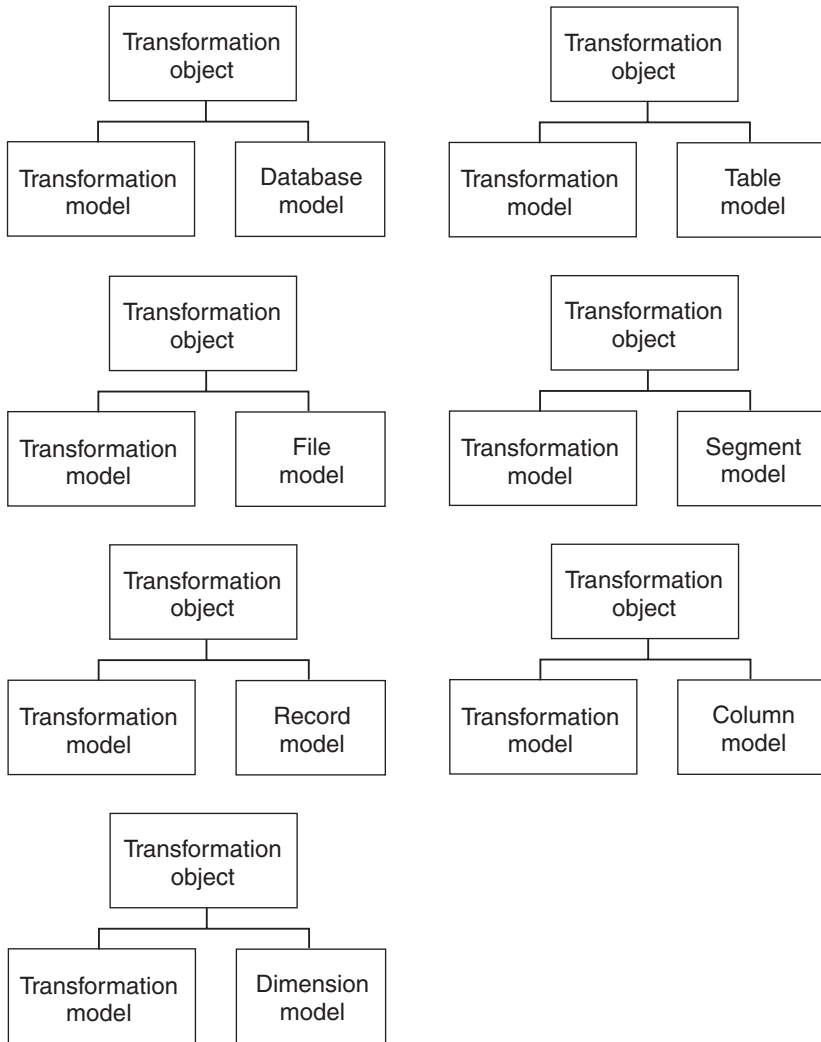 Transformation
object
Transformation
model
Database
model
Transformation
object
Transformation
model
Table
model
Transformation
object
Transformation
model
File
model
Transformation
object
Transformation
model
Segment
model
Transformation
object
Transformation
model
Record
model
Transformation
object
Transformation
model
Column
model
Transformation
object
Transformation
model
Dimension
model